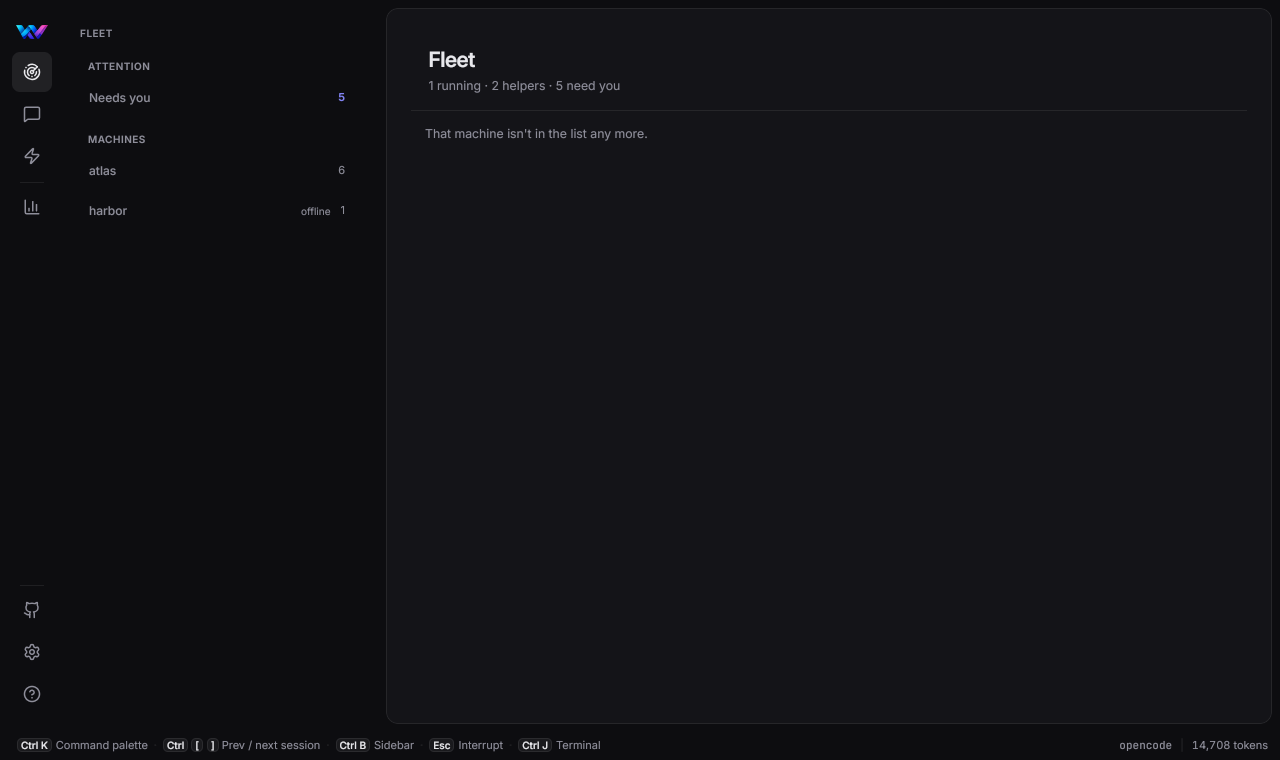 FLEET
ATTENTION
Needs you 5
MACHINES
atlas 6
harbor offline 1
Fleet
1 running · 2 helpers · 5 need you
That machine isn't in the list any more.
Ctrl K Command palette · Ctrl [ ] Prev / next session · Ctrl B Sidebar · Esc Interrupt · Ctrl J Terminal
opencode 14,708 tokens